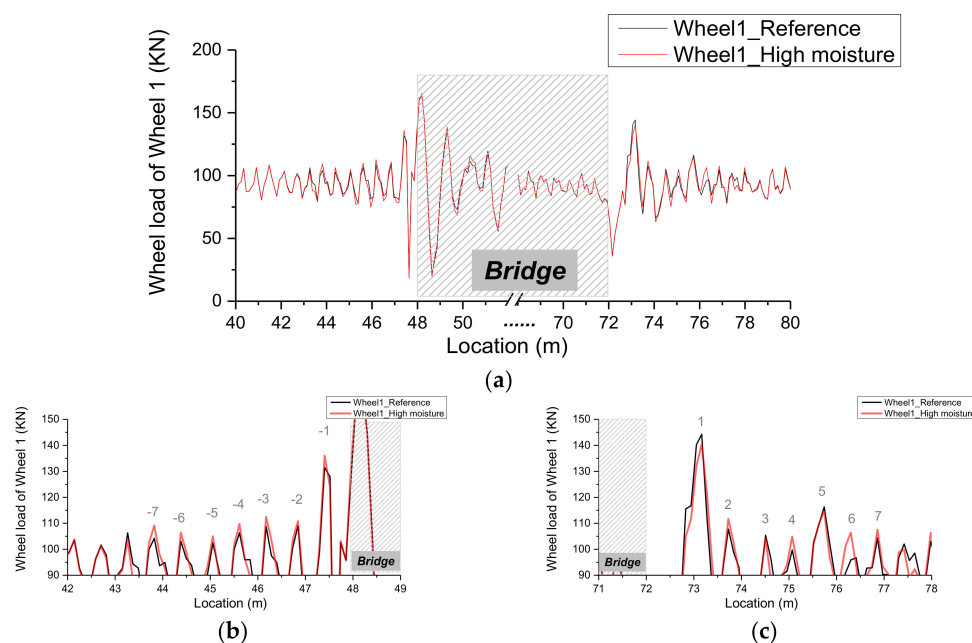 Wheel1_Reference
Wheel1_High moisture
Wheel load of Wheel 1 (KN)
200
150
100
50
0
Bridge
40 42 44 46 48 50 ...... 70 72 74 76 78 80
Location (m)
(a)
Wheel1_Reference
Wheel1_High moisture
Wheel load of Wheel 1 (KN)
150
140
130
120
110
100
90
-7 -6 -5 -4 -3 -2 -1
Bridge
42 43 44 45 46 47 48 49
Location (m)
(b)
Wheel1_Reference
Wheel1_High moisture
Wheel load of Wheel 1 (KN)
150
140
130
120
110
100
90
1 2 3 4 5 6 7
Bridge
71 72 73 74 75 76 77 78
Location (m)
(c)